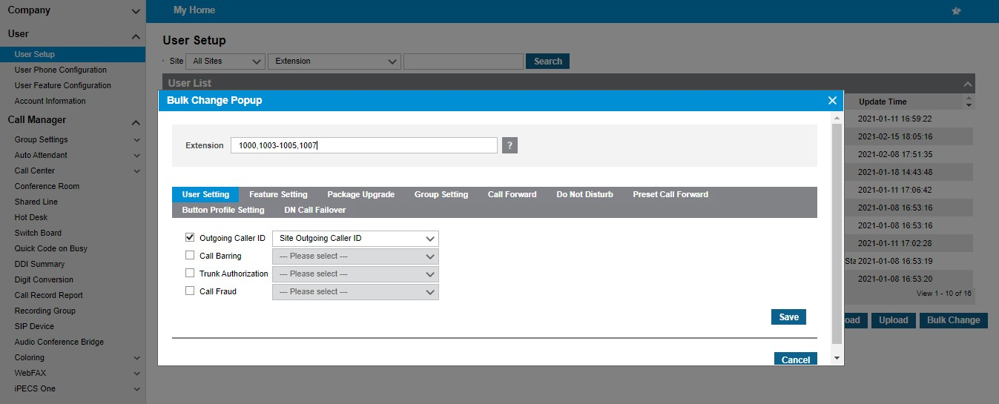 Company
User
User Setup
User Phone Configuration
User Feature Configuration
Account Information
Call Manager
Group Settings
Auto Attendant
Call Center
Conference Room
Shared Line
Hot Desk
Switch Board
Quick Code on Busy
DDI Summary
Digit Conversion
Call Record Report
Recording Group
SIP Device
Audio Conference Bridge
Coloring
WebFAX
iPECS One
My Home
User Setup
· Site All Sites Extension Search
User List
Bulk Change Popup
Extension 1000,1003-1005,1007 ?
User Setting Feature Setting Package Upgrade Group Setting Call Forward Do Not Disturb Preset Call Forward
Button Profile Setting DN Call Failover
Outgoing Caller ID Site Outgoing Caller ID
Call Barring --- Please select ---
Trunk Authorization --- Please select ---
Call Fraud --- Please select ---
Save
Cancel
Update Time
2021-01-11 16:59:22
2021-02-15 18:05:16
2021-02-08 17:51:35
2021-01-18 14:43:48
2021-01-11 17:06:42
2021-01-08 16:53:16
2021-01-08 16:53:16
2021-01-11 17:02:28
Sta 2021-01-08 16:53:19
2021-01-08 16:53:20
View 1 - 10 of 16
oad Upload Bulk Change